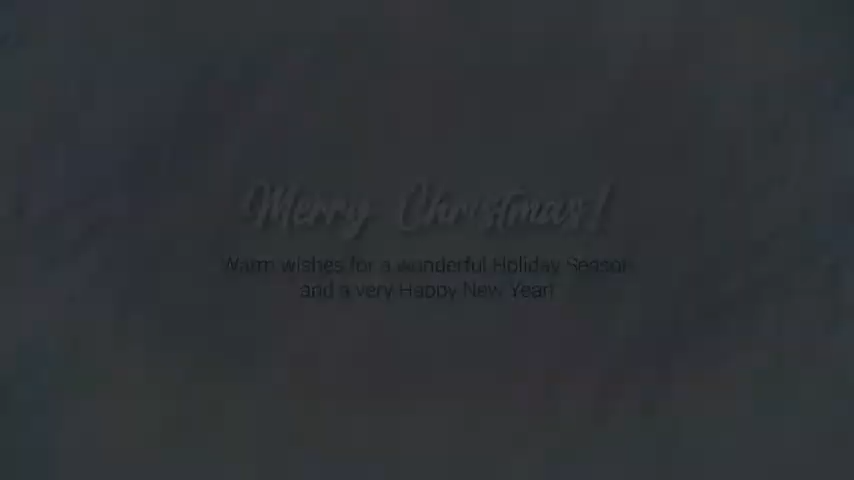 Merry Christmas!
Warm wishes for a wonderful Holiday Season
and a very Happy New Year!